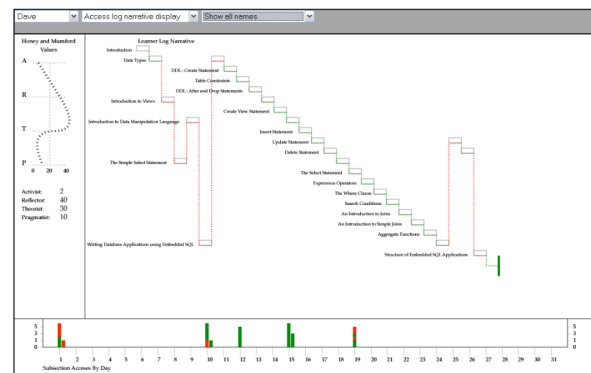 Dave
Access log narrative display
Show all names
Honey and Mumford
Values
A
R
T
P
0 20 40
Activist: 2
Reflector: 40
Theorist: 30
Pragmatist: 10
Learner Log Narrative
Introduction
Data Types
DDL : Create Statement
Table Constraints
DDL : Alter and Drop Statements
Introduction to Views
Create View Statement
Introduction to Data Manipulation Language
Insert Statement
Update Statement
Delete Statement
The Simple Select Statement
The Select Statement
Expression Operators
The Where Clause
Search Conditions
An Introduction to Joins
An Introduction to Simple Joins
Aggregate Functions
Writing Database Applications using Embedded SQL
Structure of Embedded SQL Applications
5 5
3 3
1 1
1 2 3 4 5 6 7 8 9 10 11 12 13 14 15 16 17 18 19 20 21 22 23 24 25 26 27 28 29 30 31
Subsection Accesses By Day